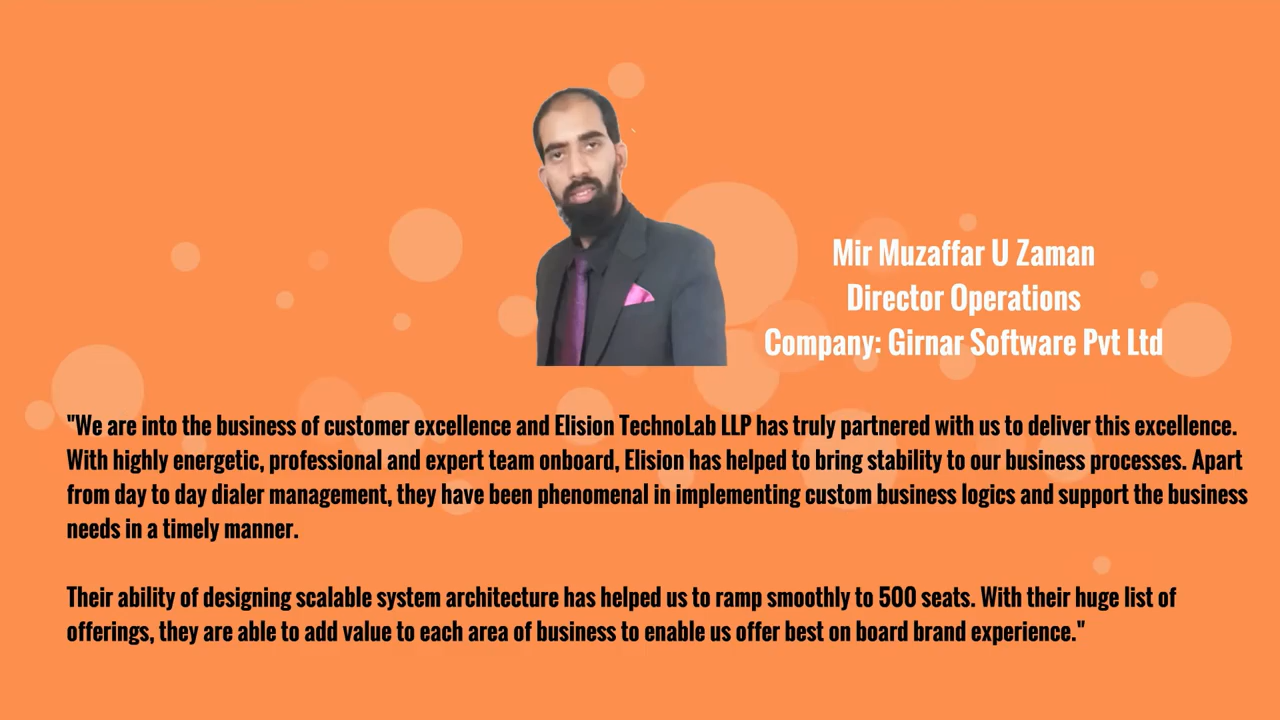 Mir Muzaffar U Zaman
Director Operations
Company: Girnar Software Pvt Ltd
"We are into the business of customer excellence and Elision TechnoLab LLP has truly partnered with us to deliver this excellence.
With highly energetic, professional and expert team onboard, Elision has helped to bring stability to our business processes. Apart
from day to day dialer management, they have been phenomenal in implementing custom business logics and support the business
needs in a timely manner.
Their ability of designing scalable system architecture has helped us to ramp smoothly to 500 seats. With their huge list of
offerings, they are able to add value to each area of business to enable us offer best on board brand experience."